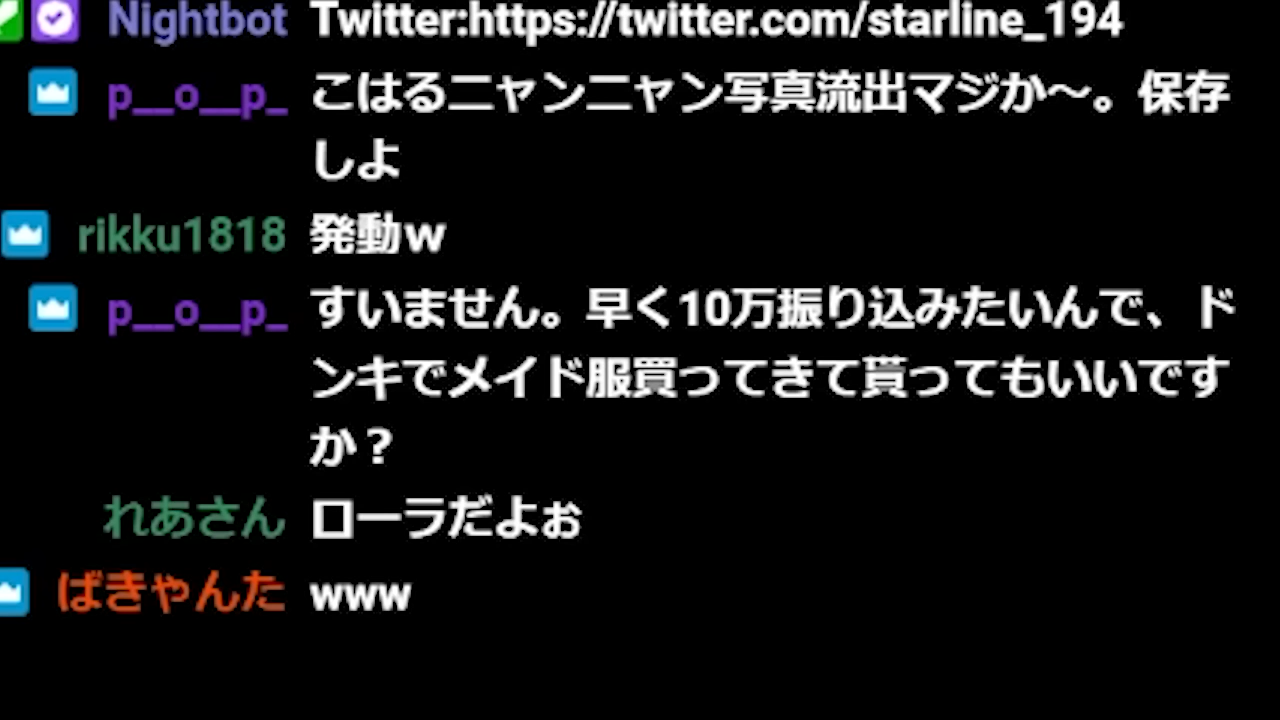 Nightbot Twitter:https://twitter.com/starline_194
p__o__p_ こはるニャンニャン写真流出マジか〜。保存
しよ
rikku1818 発動w
p__o__p_ すいません。早く10万振り込みたいんで、ド
ンキでメイド服買ってきて貰ってもいいです
か？
れあさん ローラだよぉ
ばきゃんた www